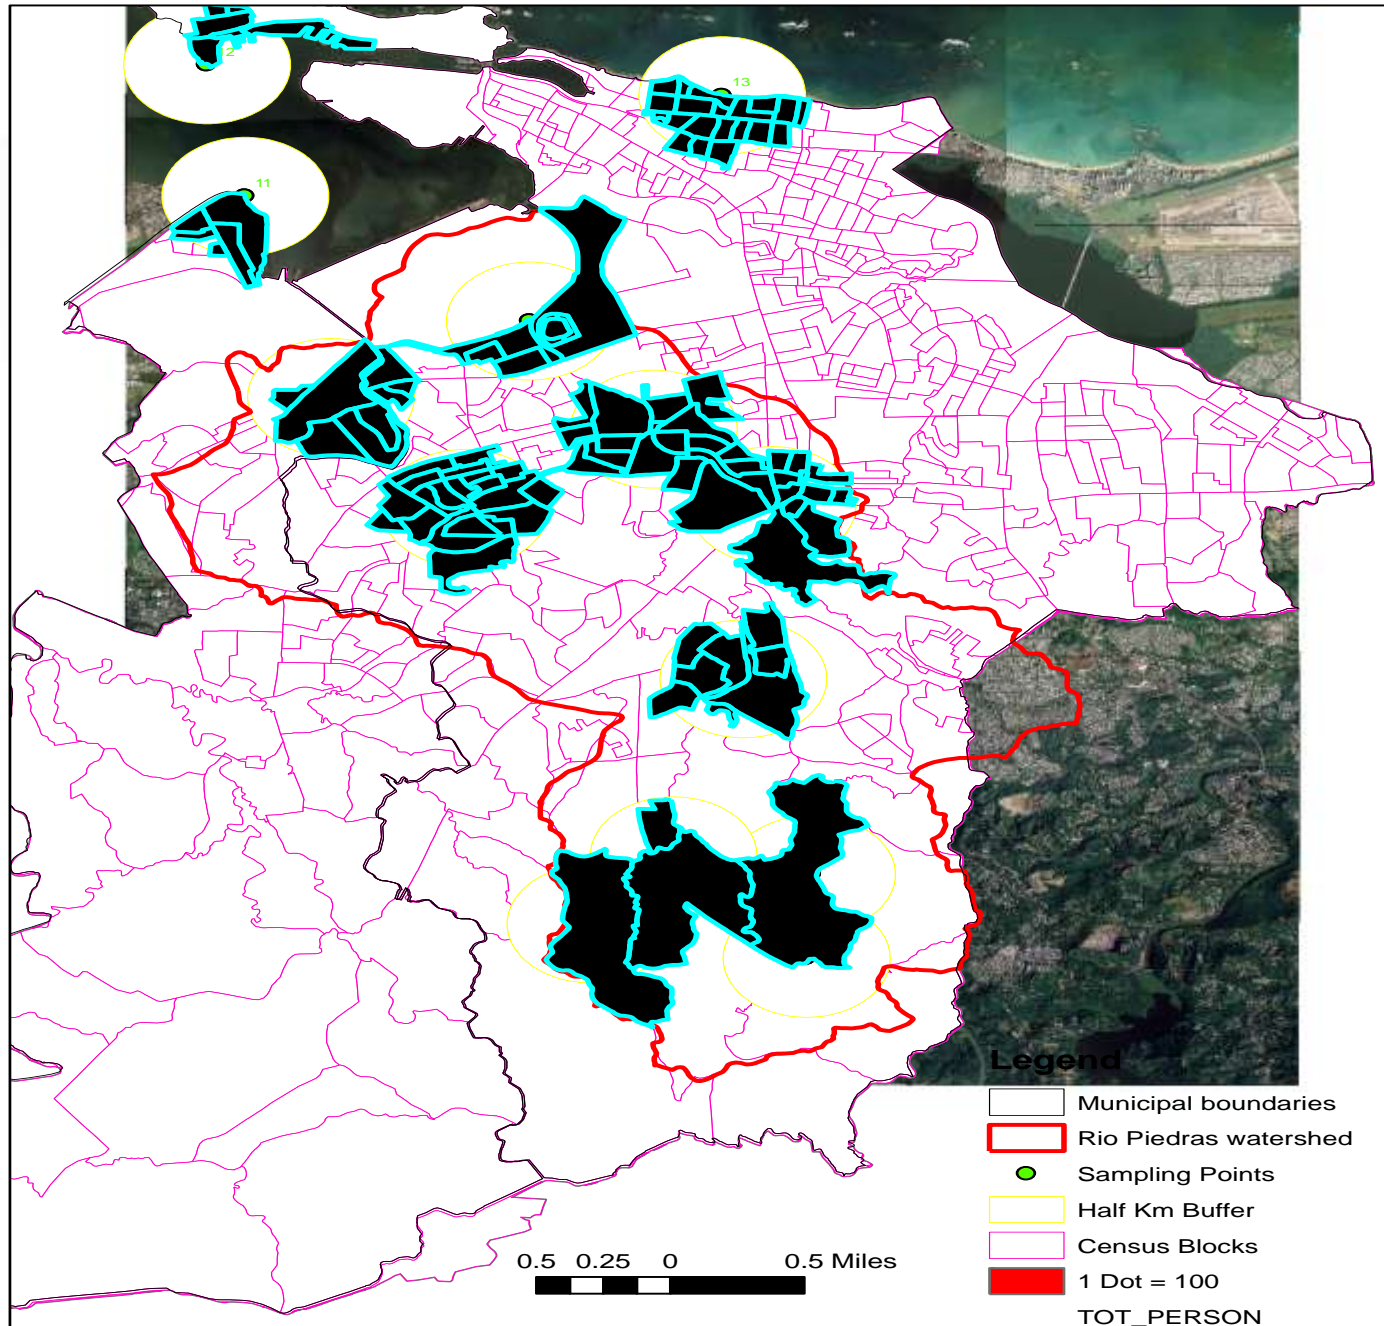 2
13
11
Legend
Municipal boundaries
Rio Piedras watershed
Sampling Points
Half Km Buffer
Census Blocks
1 Dot = 100
TOT_PERSON
0.5 0.25 0 0.5 Miles